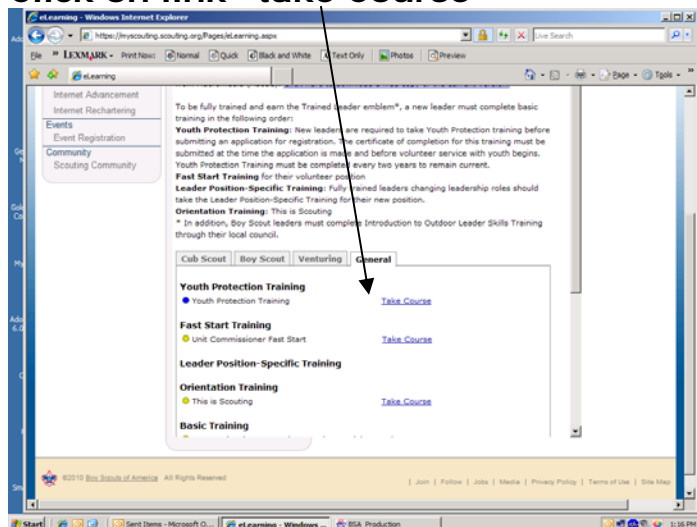 click on link "take course"
eLearning - Windows Internet Explorer
https://myscouting.scouting.org/Pages/eLearning.aspx
Live Search
File » LEXMARK - Print Now: Normal Quick Black and White Text Only Photos Preview
eLearning Page Tools »
Internet Advancement
Internet Rechartering
Events
Event Registration
Community
Scouting Community
To be fully trained and earn the Trained Leader emblem*, a new leader must complete basic
training in the following order:
Youth Protection Training: New leaders are required to take Youth Protection training before
submitting an application for registration. The certificate of completion for this training must be
submitted at the time the application is made and before volunteer service with youth begins.
Youth Protection Training must be completed every two years to remain current.
Fast Start Training for their volunteer position
Leader Position-Specific Training: Fully trained leaders changing leadership roles should
take the Leader Position-Specific Training for their new position.
Orientation Training: This is Scouting
* In addition, Boy Scout leaders must complete Introduction to Outdoor Leader Skills Training
through their local council.
Cub Scout Boy Scout Venturing General
Youth Protection Training
Youth Protection Training Take Course
Fast Start Training
Unit Commissioner Fast Start Take Course
Leader Position-Specific Training
Orientation Training
This is Scouting Take Course
Basic Training
©2010 Boy Scouts of America All Rights Reserved
| Join | Follow | Jobs | Media | Privacy Policy | Terms of Use | Site Map
Start Sent Items - Microsoft O... eLearning - Windows ... BSA Production 1:16 PM